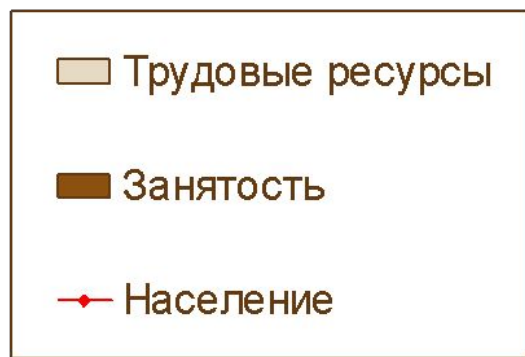 Трудовые ресурсы
Занятость
Население